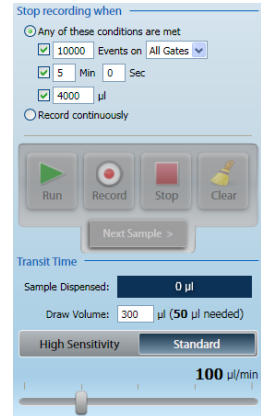 Stop recording when
Any of these conditions are met
10000 Events on All Gates
5 Min 0 Sec
4000 µl
Record continuously
Run Record Stop Clear
Next Sample >
Transit Time
Sample Dispensed: 0 µl
Draw Volume: 300 µl (50 µl needed)
High Sensitivity Standard
100 µl/min